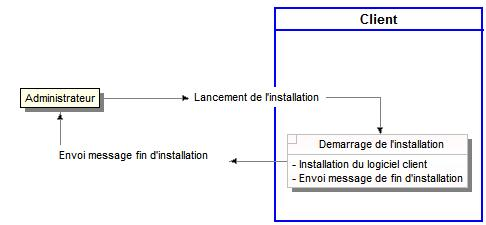 Client
Administrateur
Lancement de l'installation
Demarrage de l'installation
Envoi message fin d'installation
- Installation du logiciel client
- Envoi message de fin d'installation